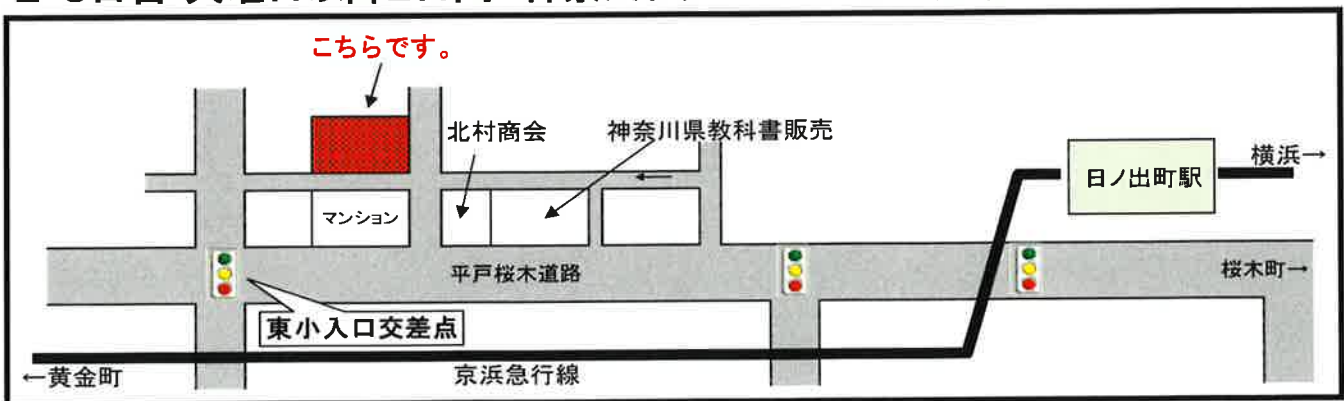 こちらです。
北村商会
神奈川県教科書販売
横浜→
日ノ出町駅
マンション
平戸桜木道路
桜木町→
東小入口交差点
←黄金町
京浜急行線